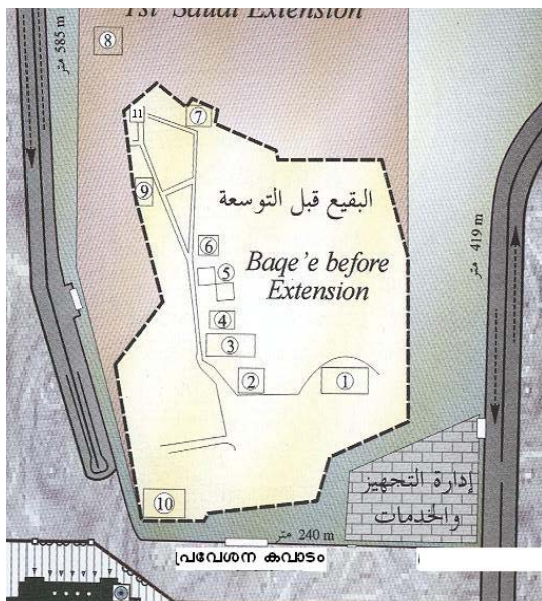 1st Saudi Extension
8
585 m متر
11
7
9
البقيع قبل التوسعة
6
Baqe'e before
Extension
5
419 m متر
4
3
2
1
إدارة التجهيز
والخدمات
10
240 m متر
പ്രവേശന കവാടം